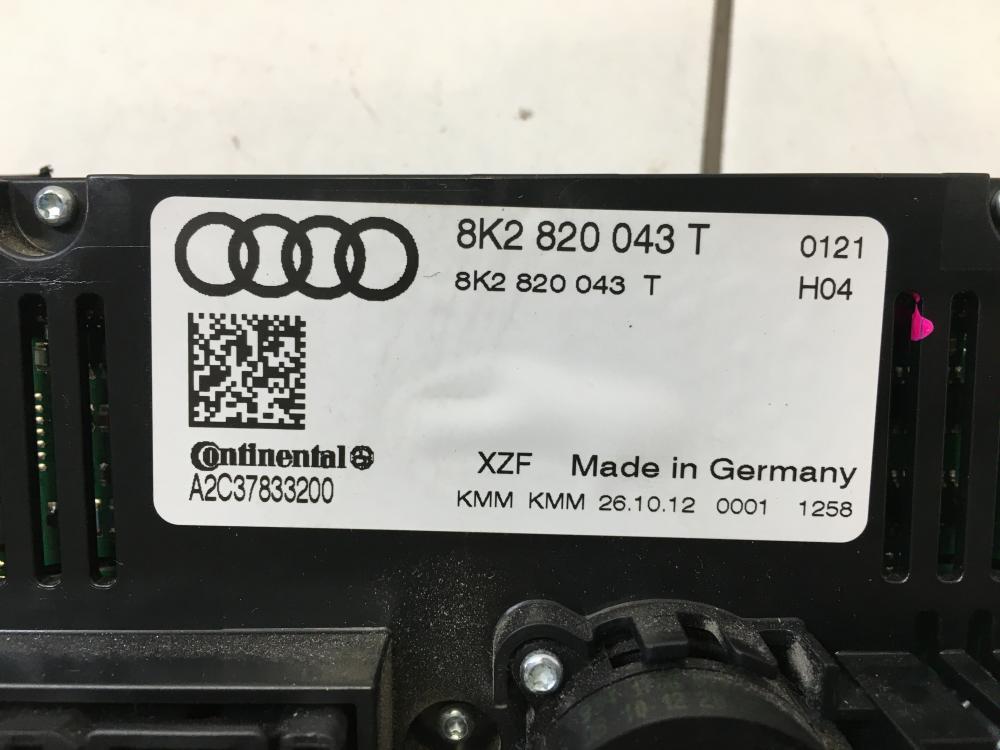 8K2 820 043 T 0121
8K2 820 043 T H04
Continental
A2C37833200
XZF Made in Germany
KMM KMM 26.10.12 0001 1258